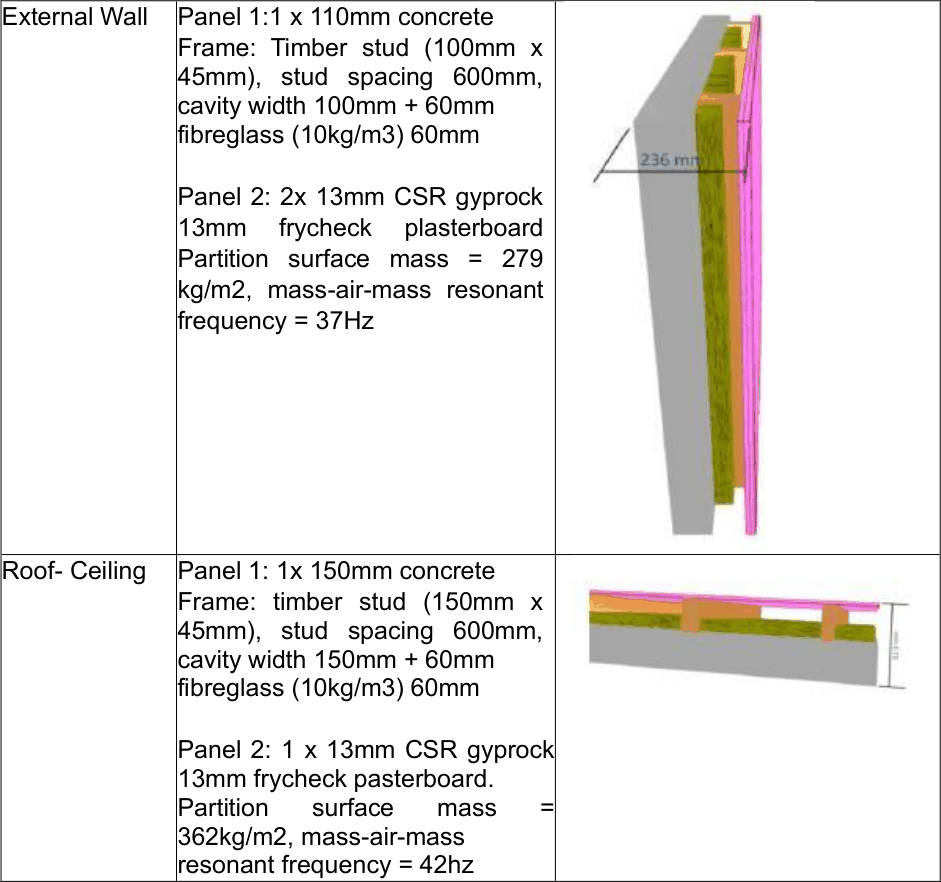 External Wall
Panel 1:1 x 110mm concrete
Frame: Timber stud (100mm x
45mm), stud spacing 600mm,
cavity width 100mm + 60mm
fibreglass (10kg/m3) 60mm
Panel 2: 2x 13mm CSR gyprock
13mm frycheck plasterboard
Partition surface mass = 279
kg/m2, mass-air-mass resonant
frequency = 37Hz
236 mm
Roof- Ceiling
Panel 1: 1x 150mm concrete
Frame: timber stud (150mm x
45mm), stud spacing 600mm,
cavity width 150mm + 60mm
fibreglass (10kg/m3) 60mm
Panel 2: 1 x 13mm CSR gyprock
13mm frycheck pasterboard.
Partition surface mass =
362kg/m2, mass-air-mass
resonant frequency = 42hz